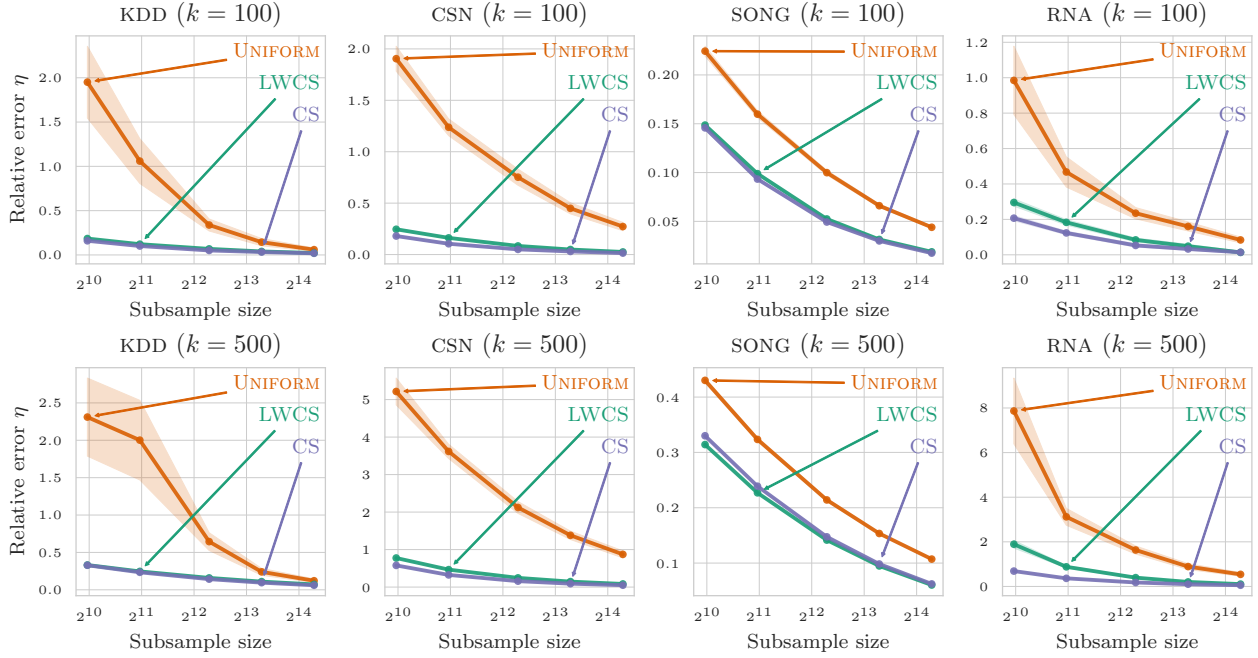 KDD (k = 100)
CSN (k = 100)
SONG (k = 100)
RNA (k = 100)
Relative error η
2.0
1.5
1.0
0.5
0.0
UNIFORM
LWCS
CS
2^10 2^11 2^12 2^13 2^14
Subsample size
2.0
1.5
1.0
0.5
0.0
UNIFORM
LWCS
CS
2^10 2^11 2^12 2^13 2^14
Subsample size
0.20
0.15
0.10
0.05
UNIFORM
LWCS
CS
2^10 2^11 2^12 2^13 2^14
Subsample size
1.2
1.0
0.8
0.6
0.4
0.2
0.0
UNIFORM
LWCS
CS
2^10 2^11 2^12 2^13 2^14
Subsample size
KDD (k = 500)
CSN (k = 500)
SONG (k = 500)
RNA (k = 500)
Relative error η
2.5
2.0
1.5
1.0
0.5
0.0
UNIFORM
LWCS
CS
2^10 2^11 2^12 2^13 2^14
Subsample size
5
4
3
2
1
0
UNIFORM
LWCS
CS
2^10 2^11 2^12 2^13 2^14
Subsample size
0.4
0.3
0.2
0.1
UNIFORM
LWCS
CS
2^10 2^11 2^12 2^13 2^14
Subsample size
8
6
4
2
0
UNIFORM
LWCS
CS
2^10 2^11 2^12 2^13 2^14
Subsample size